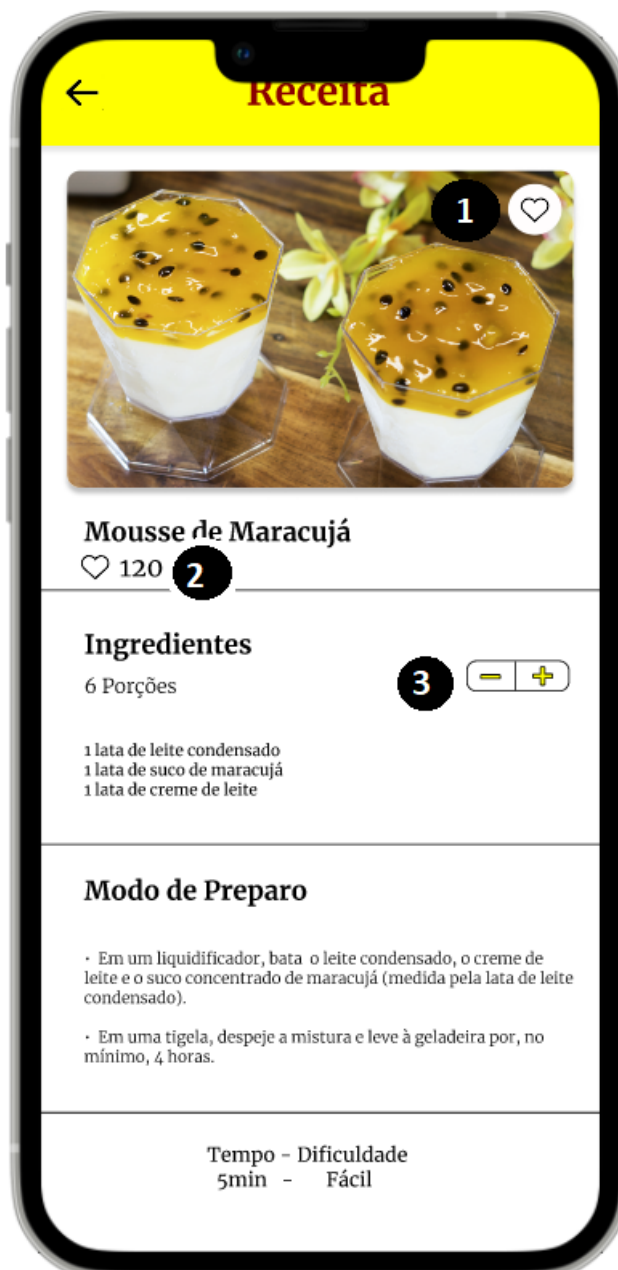 Receita
1
Mousse de Maracujá
120
2
Ingredientes
6 Porções
3
1 lata de leite condensado
1 lata de suco de maracujá
1 lata de creme de leite
Modo de Preparo
· Em um liquidificador, bata o leite condensado, o creme de
leite e o suco concentrado de maracujá (medida pela lata de leite
condensado).
· Em uma tigela, despeje a mistura e leve à geladeira por, no
mínimo, 4 horas.
Tempo - Dificuldade
5min - Fácil